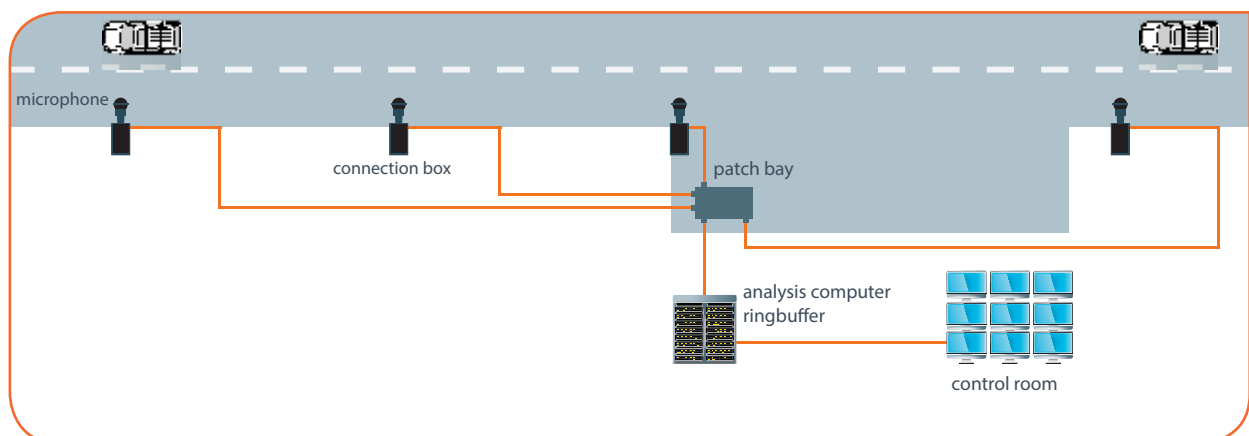 microphone
connection box
patch bay
analysis computer
ringbuffer
control room